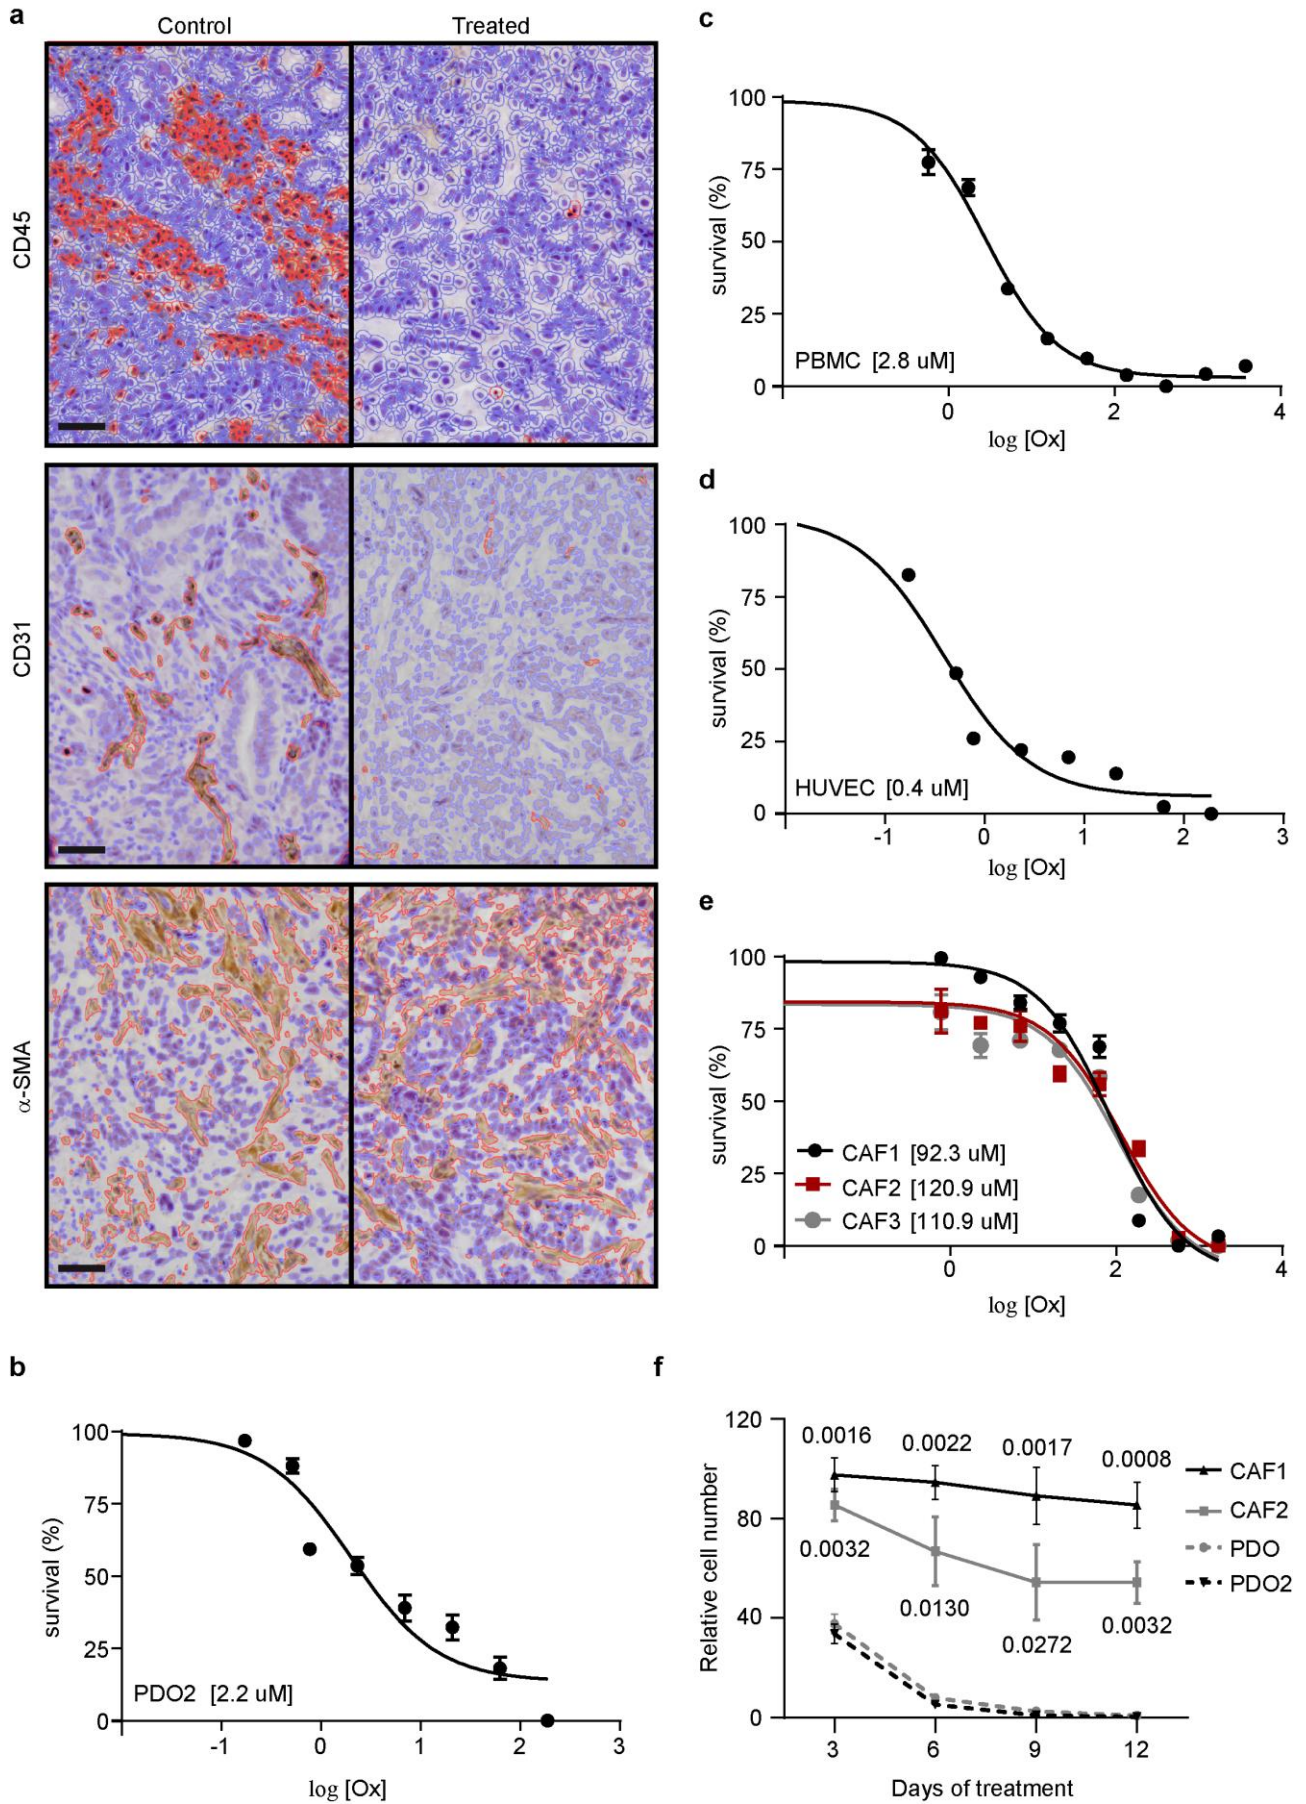 a
Control
Treated
CD45
CD31
α-SMA
b
100
75
50
25
0
survival (%)
PDO2 [2.2 uM]
-1
0
1
2
3
log [Ox]
c
100
75
50
25
0
survival (%)
PBMC [2.8 uM]
0
2
4
log [Ox]
d
100
75
50
25
0
survival (%)
HUVEC [0.4 uM]
-1
0
1
2
3
log [Ox]
e
100
75
50
25
0
survival (%)
CAF1 [92.3 uM]
CAF2 [120.9 uM]
CAF3 [110.9 uM]
0
2
4
log [Ox]
f
120
80
40
0
Relative cell number
0.0016
0.0022
0.0017
0.0008
0.0032
0.0130
0.0272
0.0032
CAF1
CAF2
PDO
PDO2
3
6
9
12
Days of treatment